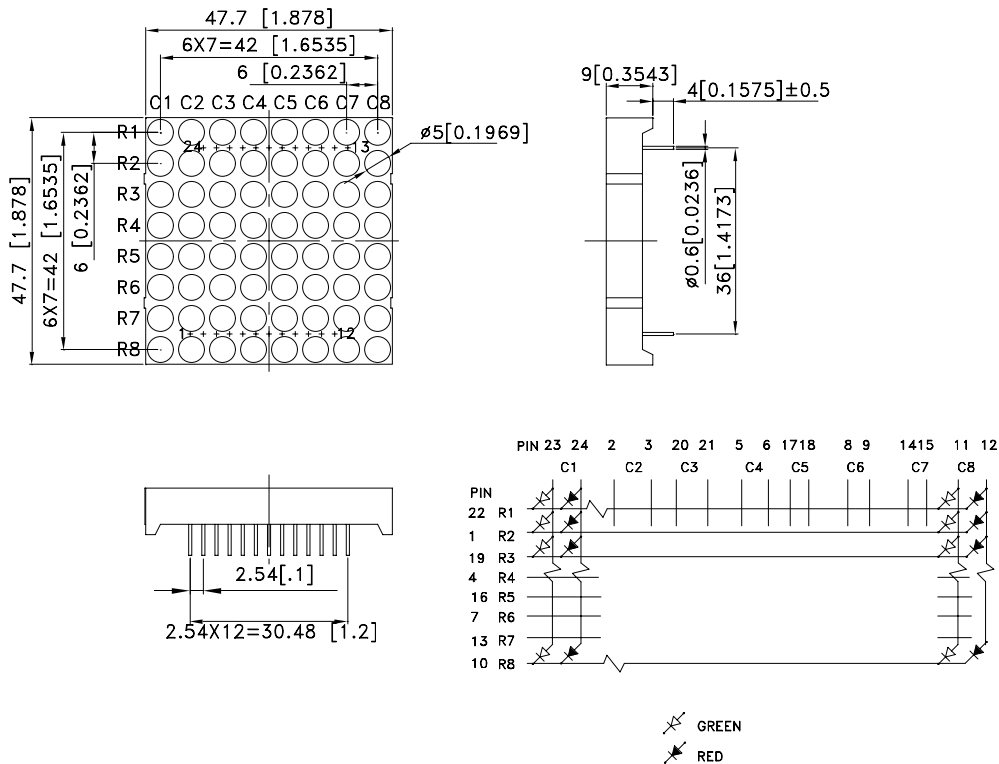 47.7 [1.878]
6X7=42 [1.6535]
6 [0.2362]
C1 C2 C3 C4 C5 C6 C7 C8
R1
R2
R3
R4
R5
R6
R7
R8
24
13
1
12
ø5[0.1969]
47.7 [1.878]
6X7=42 [1.6535]
6 [0.2362]
9[0.3543]
4[0.1575]±0.5
ø0.6[0.0236]
36[1.4173]
2.54[.1]
2.54X12=30.48 [1.2]
PIN 23 24 2 3 20 21 5 6 17 18 8 9 14 15 11 12
C1 C2 C3 C4 C5 C6 C7 C8
PIN
22 R1
1 R2
19 R3
4 R4
16 R5
7 R6
13 R7
10 R8
GREEN
RED